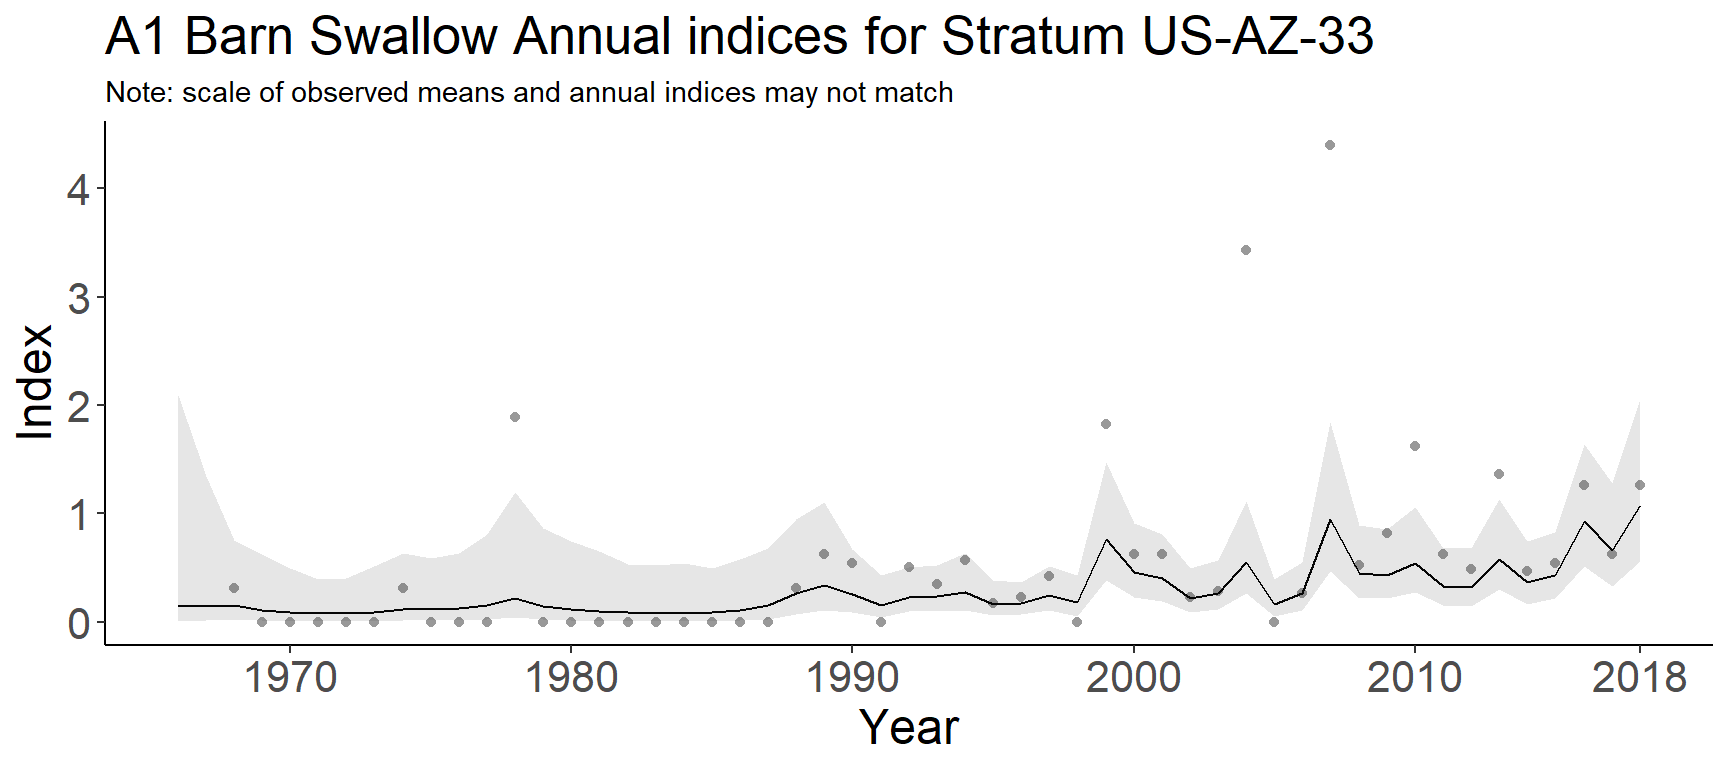 A1 Barn Swallow Annual indices for Stratum US-AZ-33
Note: scale of observed means and annual indices may not match
4
3
2
1
0
Index
1970 1980 1990 2000 2010 2018
Year